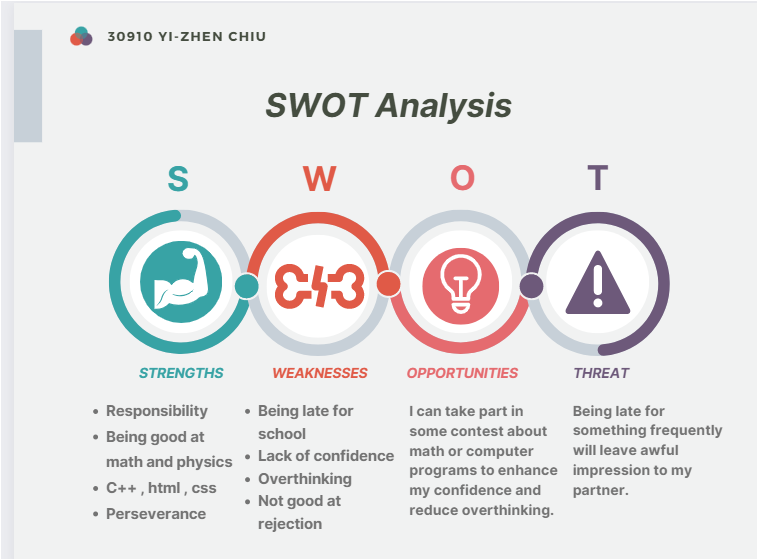 30910 YI-ZHEN CHIU
SWOT Analysis
S W O T
STRENGTHS
• Responsibility
• Being good at
math and physics
• C++ , html , css
• Perseverance
WEAKNESSES
• Being late for
school
• Lack of confidence
• Overthinking
• Not good at
rejection
OPPORTUNITIES
I can take part in
some contest about
math or computer
programs to enhance
my confidence and
reduce overthinking.
THREAT
Being late for
something frequently
will leave awful
impression to my
partner.